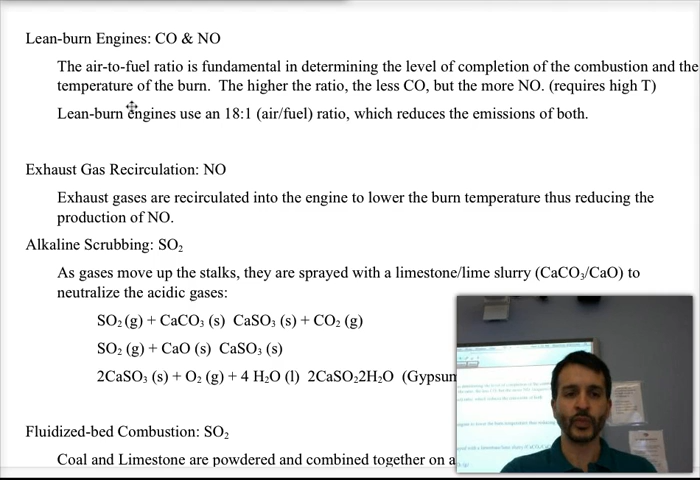 Lean-burn Engines: CO & NO
The air-to-fuel ratio is fundamental in determining the level of completion of the combustion and the
temperature of the burn.  The higher the ratio, the less CO, but the more NO. (requires high T)
Lean-burn engines use an 18:1 (air/fuel) ratio, which reduces the emissions of both.
Exhaust Gas Recirculation: NO
Exhaust gases are recirculated into the engine to lower the burn temperature thus reducing the
production of NO.
Alkaline Scrubbing: SO₂
As gases move up the stalks, they are sprayed with a limestone/lime slurry (CaCO₃/CaO) to
neutralize the acidic gases:
SO₂ (g) + CaCO₃ (s)  CaSO₃ (s) + CO₂ (g)
SO₂ (g) + CaO (s)  CaSO₃ (s)
2CaSO₃ (s) + O₂ (g) + 4 H₂O (l)  2CaSO₂2H₂O  (Gypsum
Fluidized-bed Combustion: SO₂
Coal and Limestone are powdered and combined together on a